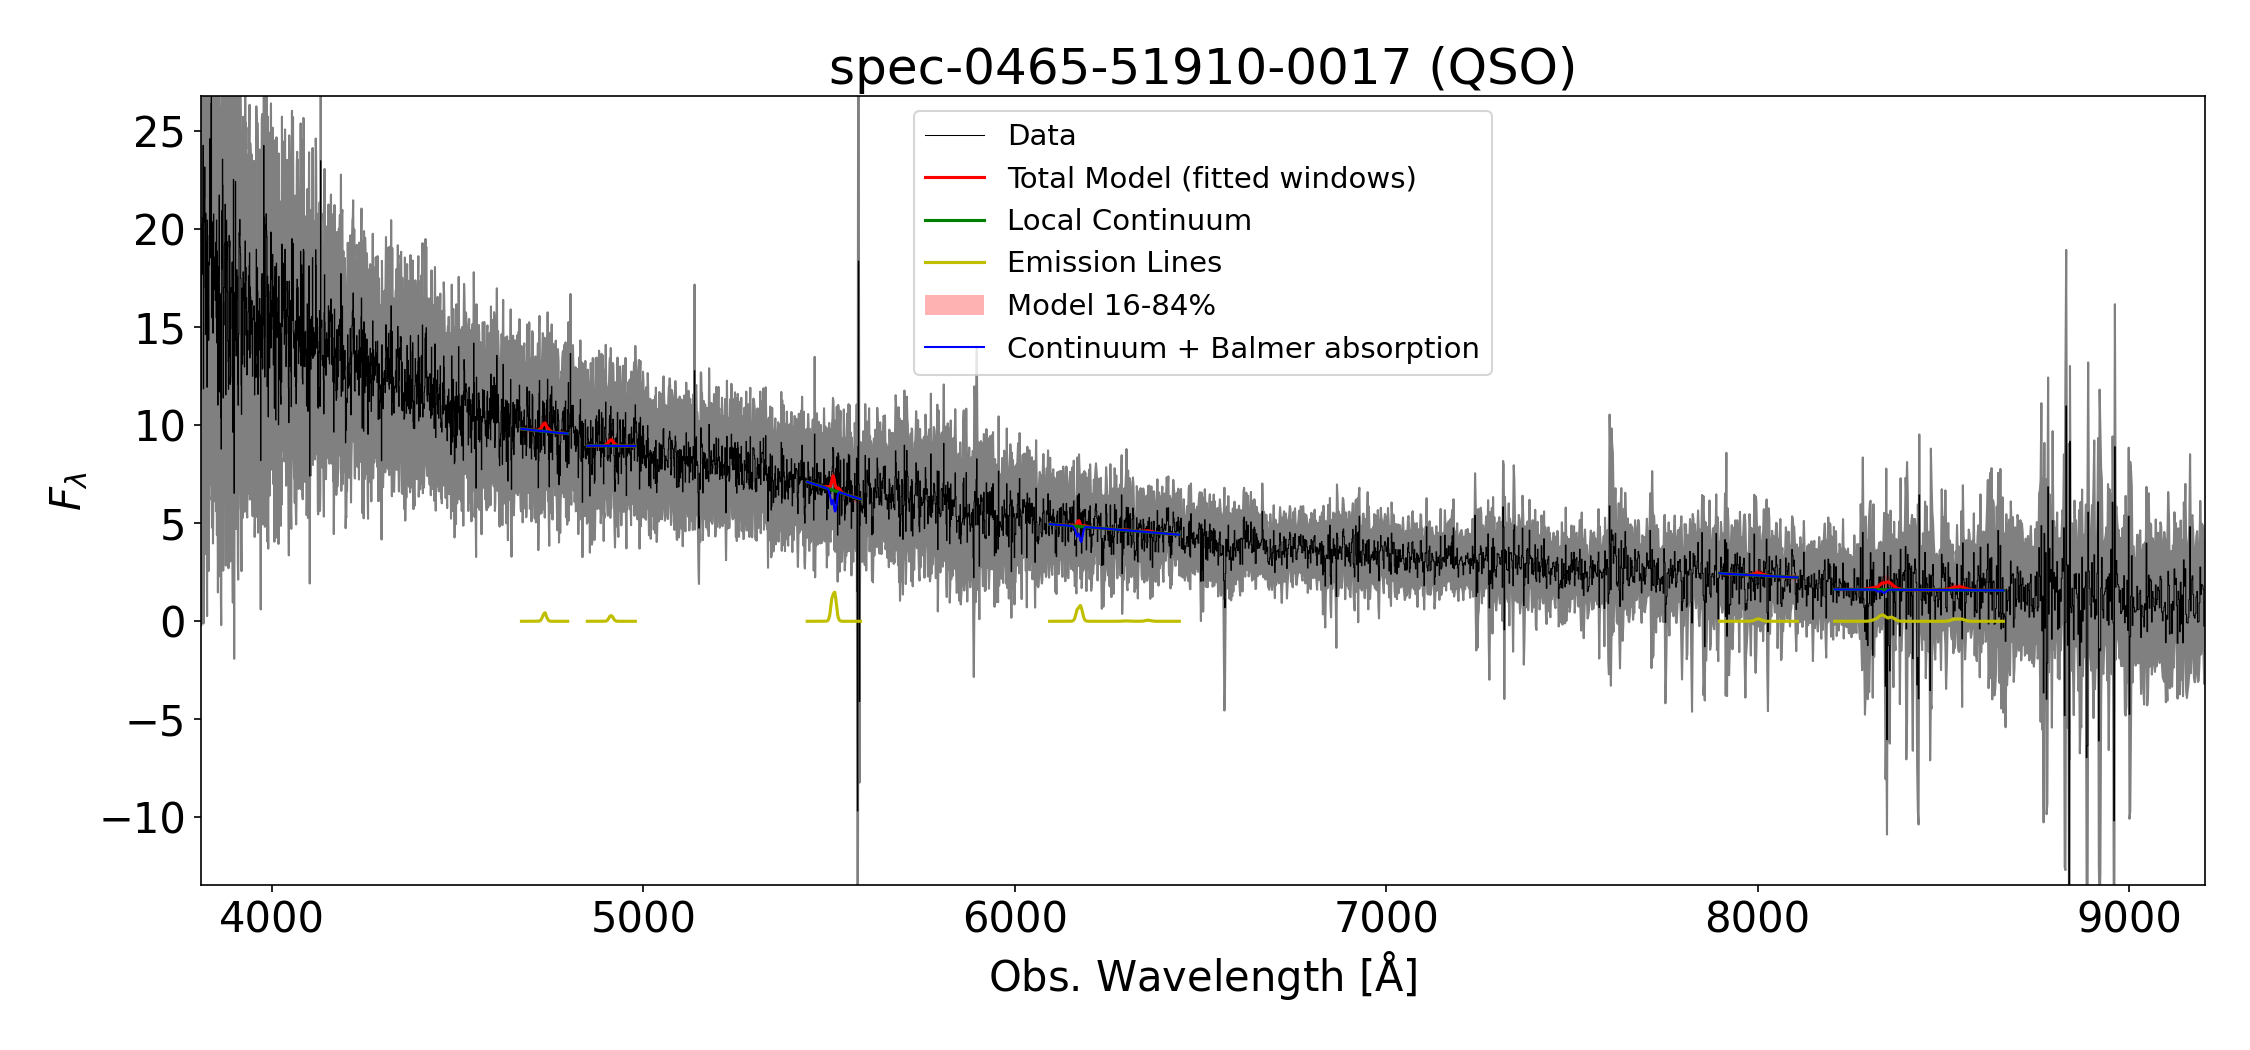 spec-0465-51910-0017 (QSO)
Data
Total Model (fitted windows)
Local Continuum
Emission Lines
Model 16-84%
Continuum + Balmer absorption
25
20
15
10
5
0
−5
−10
Fλ
4000 5000 6000 7000 8000 9000
Obs. Wavelength [Å]